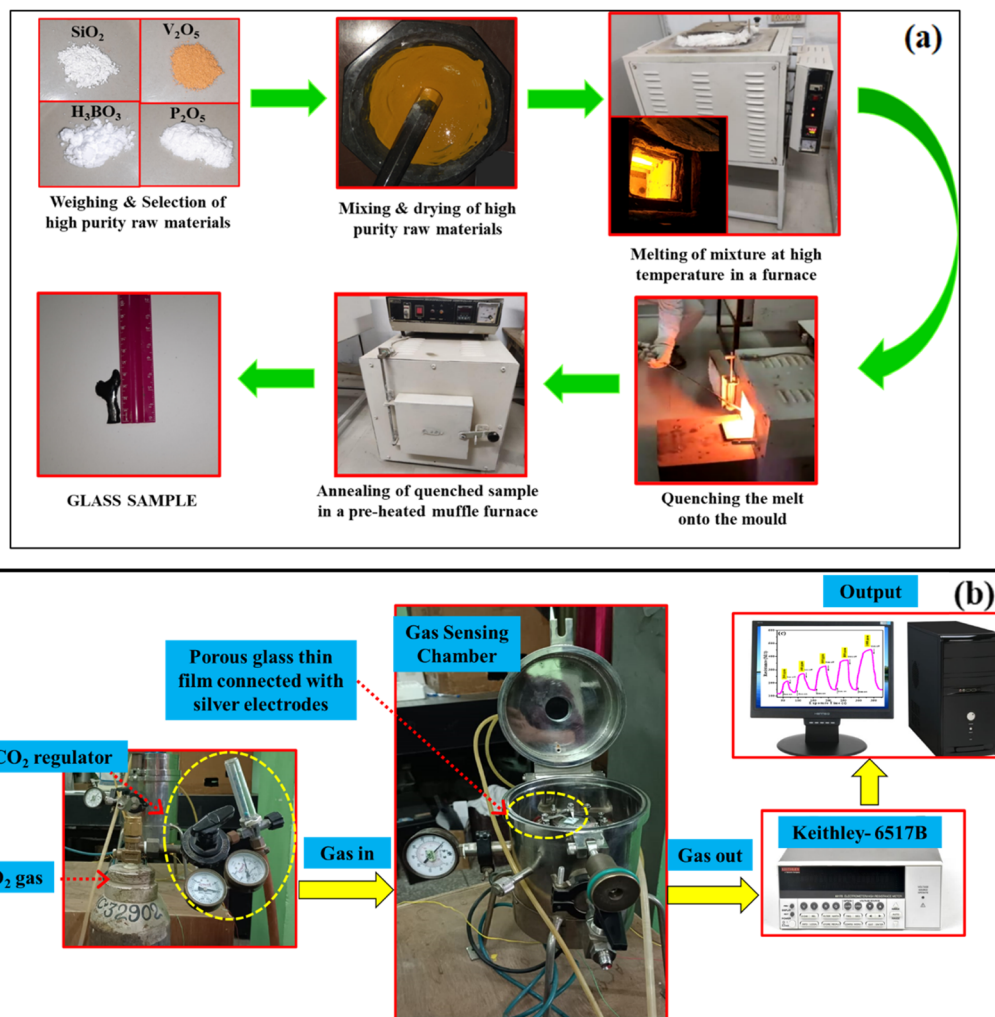 (a)
SiO₂
V₂O₅
H₃BO₃
P₂O₅
Weighing & Selection of
high purity raw materials
Mixing & drying of high
purity raw materials
Melting of mixture at high
temperature in a furnace
GLASS SAMPLE
Annealing of quenched sample
in a pre-heated muffle furnace
Quenching the melt
onto the mould
(b)
Output
Gas Sensing
Chamber
Porous glass thin
film connected with
silver electrodes
CO₂ regulator
O₂ gas
C32902
Gas in
Gas out
Keithley- 6517B